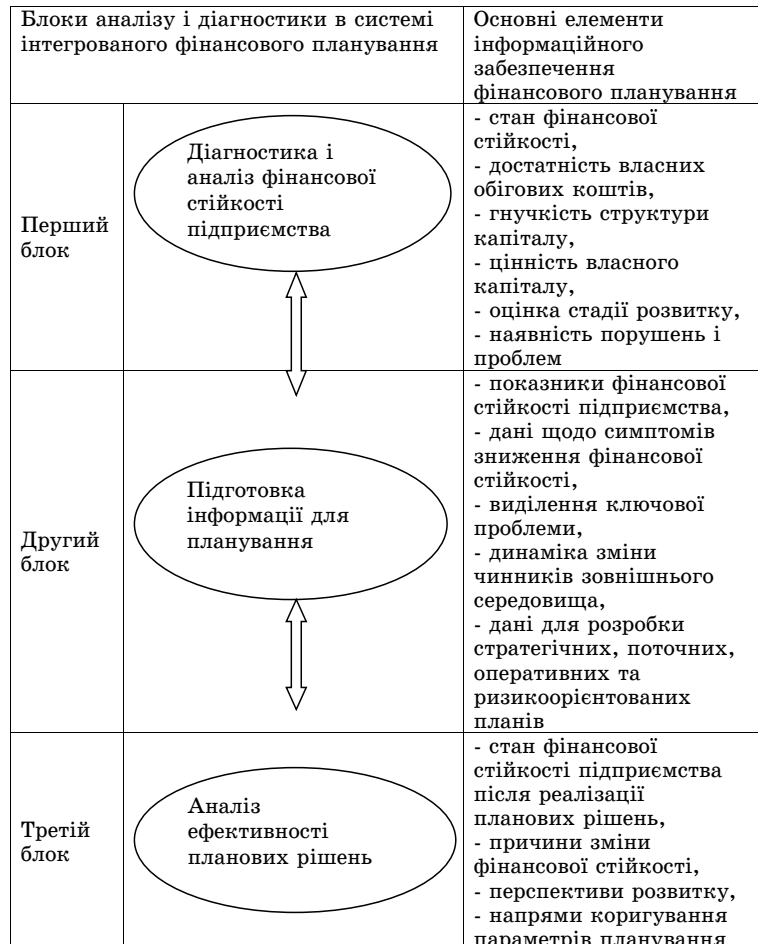 Блоки аналізу і діагностики в системі
інтегрованого фінансового планування
Основні елементи
інформаційного
забезпечення
фінансового планування
Перший
блок
Діагностика і
аналіз фінансової
стійкості
підприємства
- стан фінансової
стійкості,
- достатність власних
обігових коштів,
- гнучкість структури
капіталу,
- цінність власного
капіталу,
- оцінка стадії розвитку,
- наявність порушень і
проблем
Другий
блок
Підготовка
інформації для
планування
- показники фінансової
стійкості підприємства,
- дані щодо симптомів
зниження фінансової
стійкості,
- виділення ключової
проблеми,
- динаміка зміни
чинників зовнішнього
середовища,
- дані для розробки
стратегічних, поточних,
оперативних та
ризикоорієнтованих
планів
Третій
блок
Аналіз
ефективності
планових рішень
- стан фінансової
стійкості підприємства
після реалізації
планових рішень,
- причини зміни
фінансової стійкості,
- перспективи розвитку,
- напрями коригування
параметрів планування